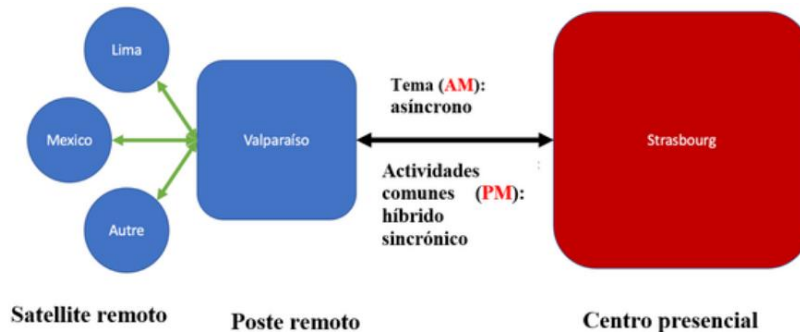 Lima
Mexico
Autre
Valparaíso
Tema (AM):
asíncrono
Actividades
comunes (PM):
híbrido
sincrónico
Strasbourg
Satellite remoto
Poste remoto
Centro presencial